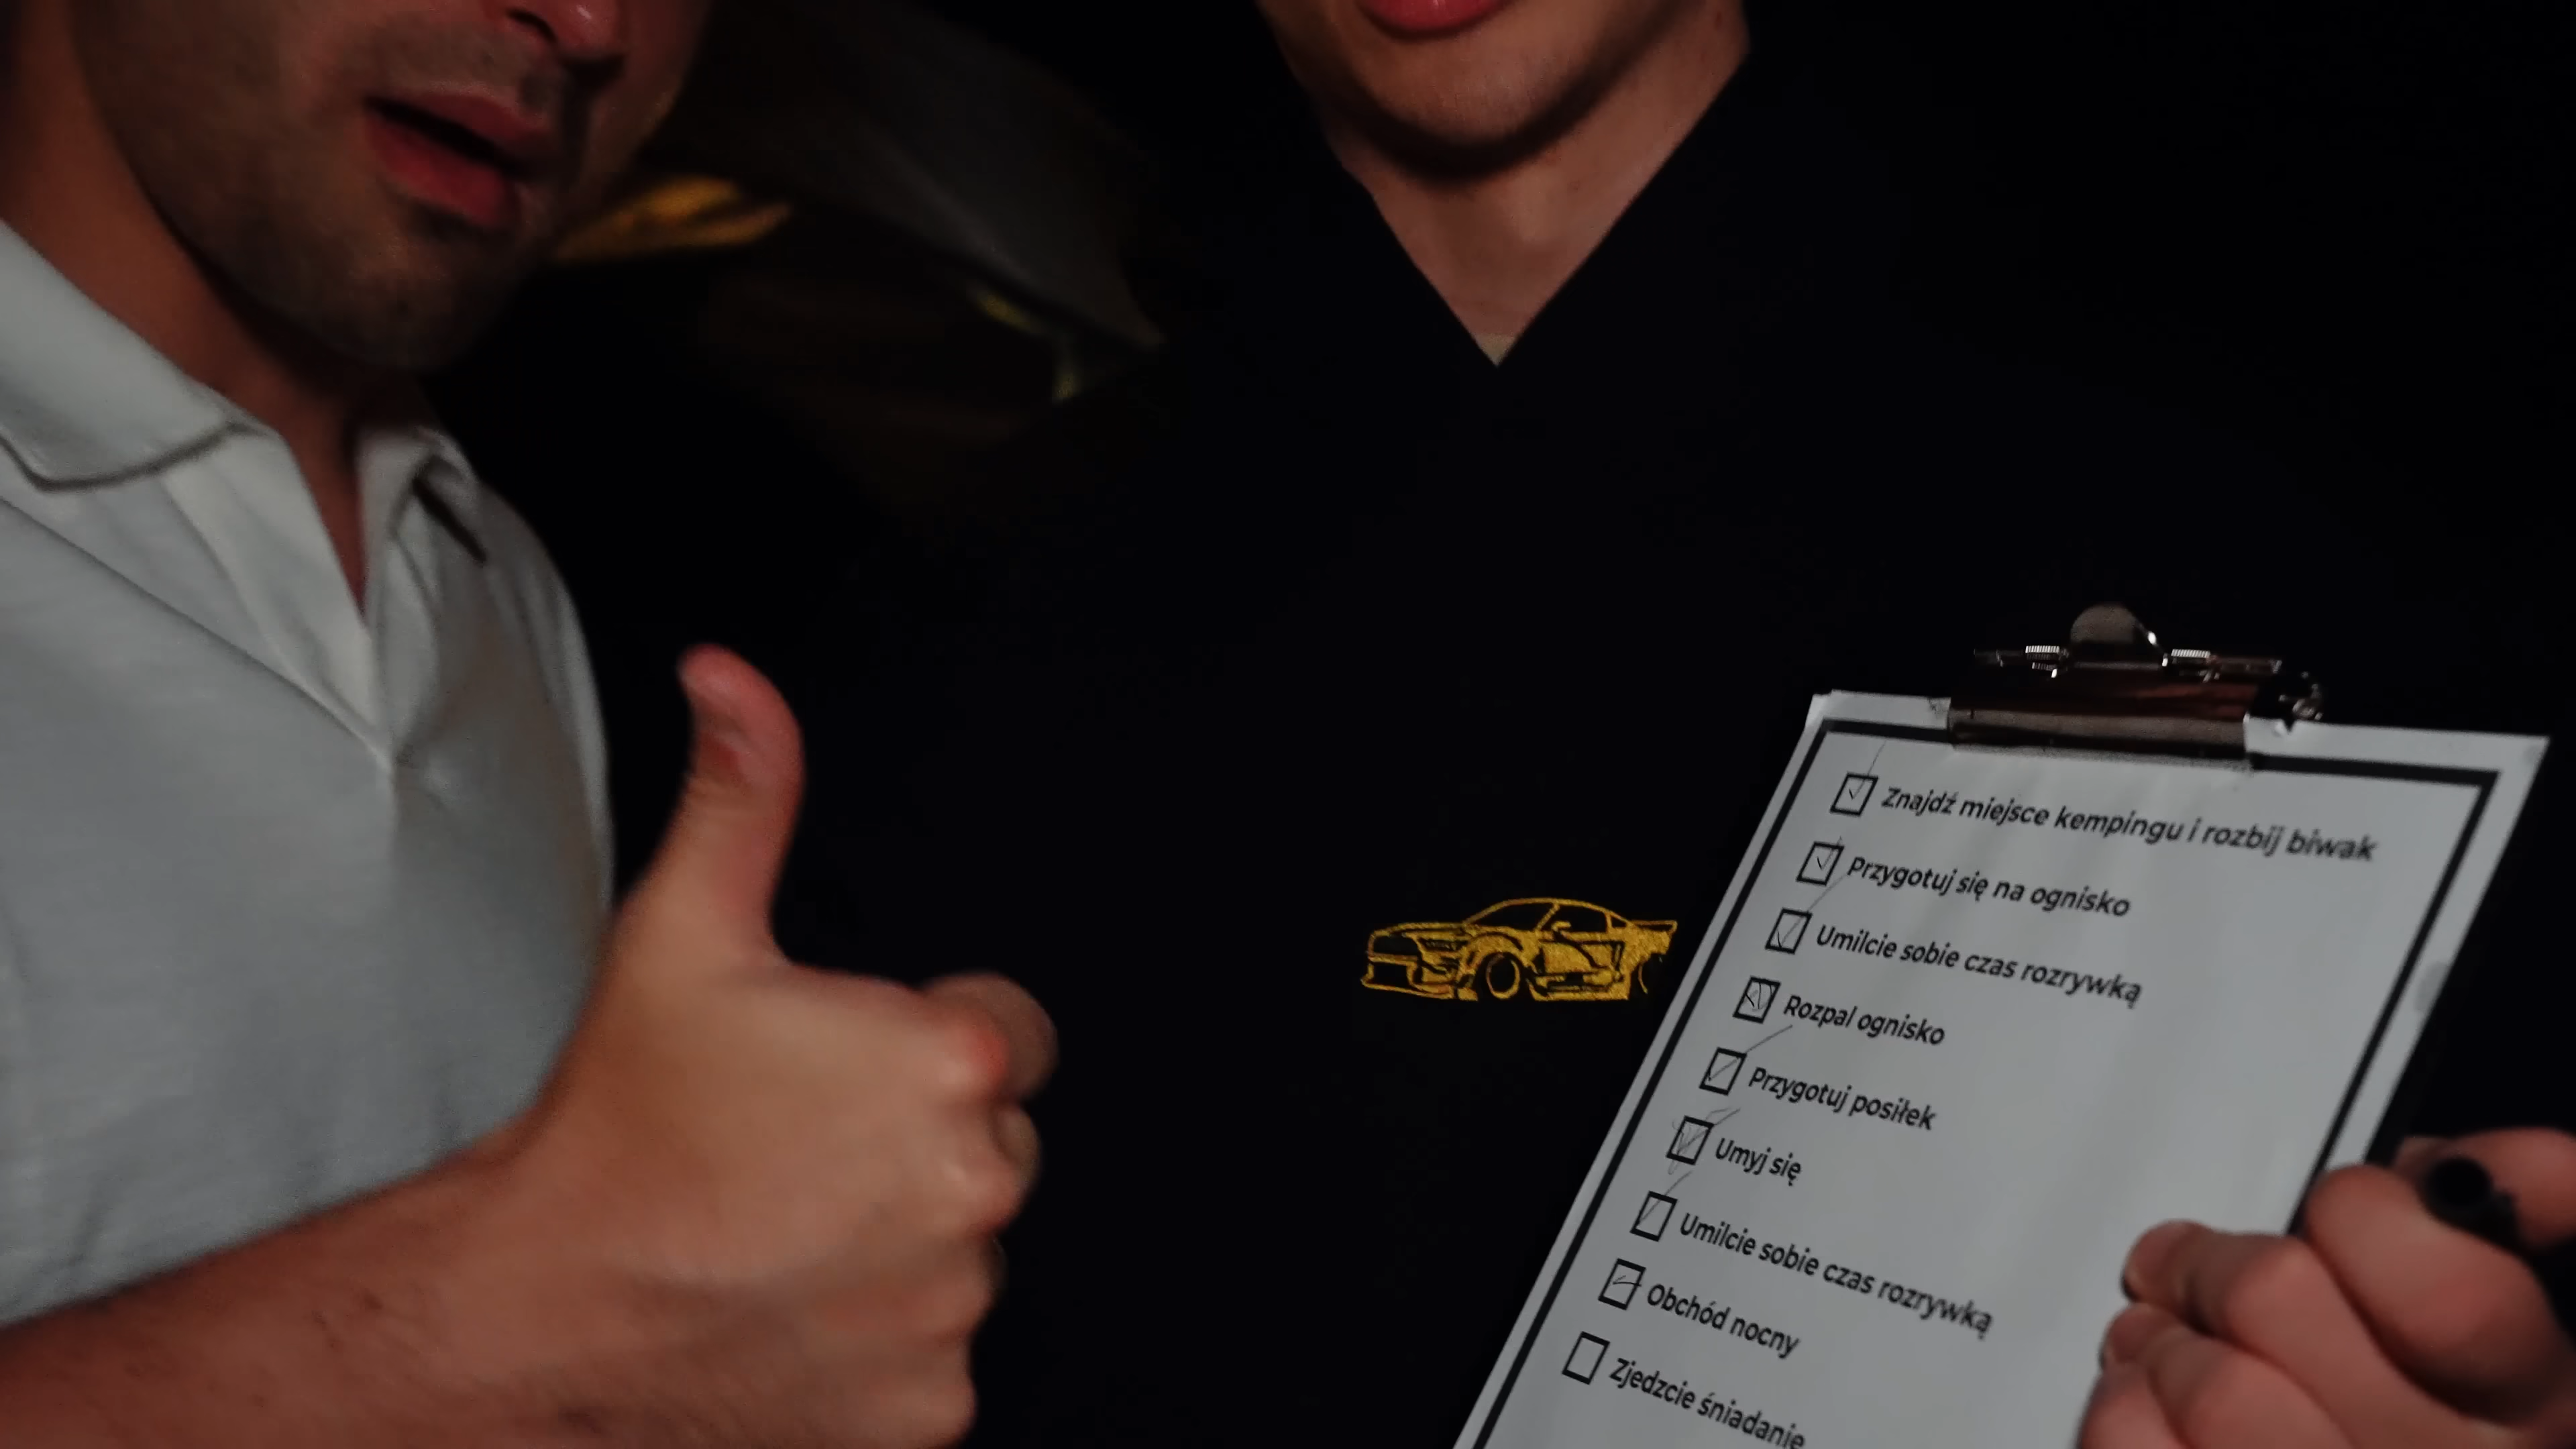 Znajdź miejsce kempingu i rozbij biwak
Przygotuj się na ognisko
Umilcie sobie czas rozrywką
Rozpal ognisko
Przygotuj posiłek
Umyj się
Umilcie sobie czas rozrywką
Obchód nocny
Zjedzcie śniadanie